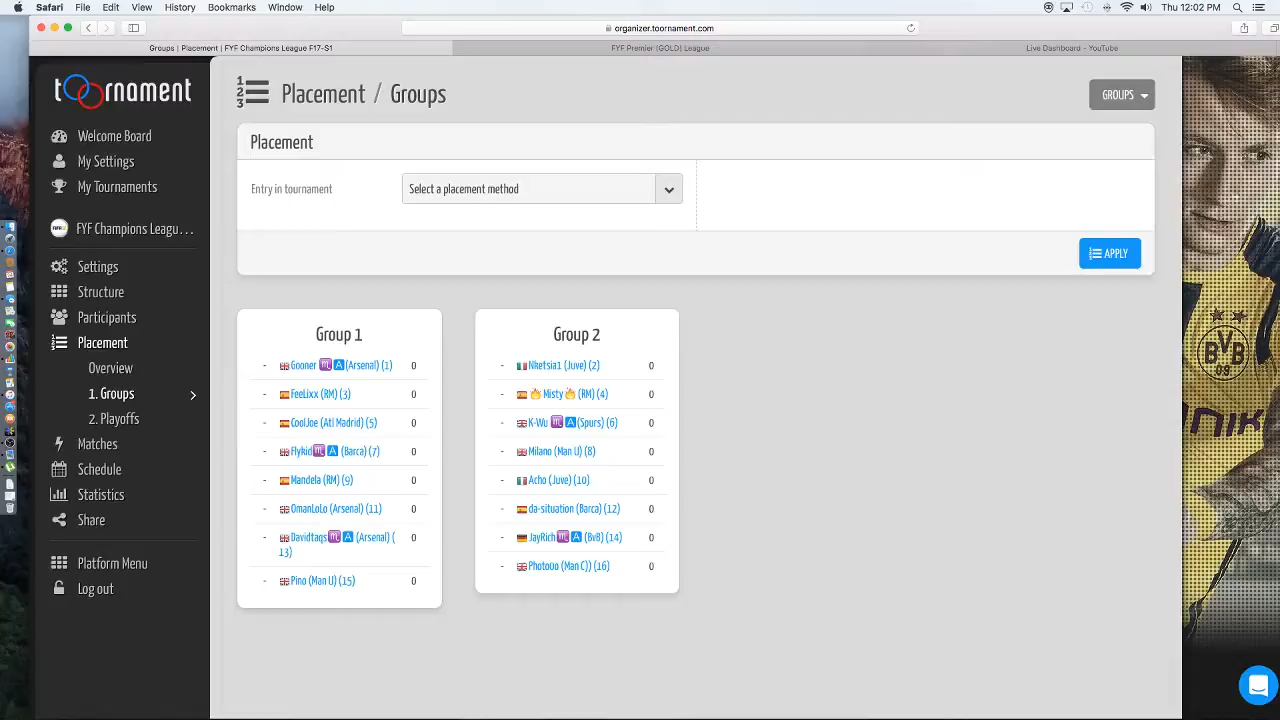 Safari File Edit View History Bookmarks Window Help Thu 12:02 PM
organizer.toornament.com
Groups | Placement | FYF Champions League F17-S1 FYF Premier (GOLD) League Live Dashboard - YouTube
toornament
Welcome Board
My Settings
My Tournaments
FYF Champions Leagu...
Settings
Structure
Participants
Placement
Overview
1. Groups
2. Playoffs
Matches
Schedule
Statistics
Share
Platform Menu
Log out
Placement / Groups
GROUPS
Placement
Entry in tournament Select a placement method
APPLY
Group 1
- Gooner ♏🅰(Arsenal) (1) 0
- FeeLixx (RM) (3) 0
- CoolJoe (Atl Madrid) (5) 0
- Flykid♏🅰 (Barca) (7) 0
- Mandela (RM) (9) 0
- OmanLoLo (Arsenal) (11) 0
- Davidtaqs♏🅰 (Arsenal) ( 0
13)
- Pino (Man U) (15) 0
Group 2
- Nketsia1 (Juve) (2) 0
- 🔥 Misty🔥 (RM) (4) 0
- K-Wu ♏🅰(Spurs) (6) 0
- Milano (Man U) (8) 0
- Acho (Juve) (10) 0
- da-situation (Barca) (12) 0
- JayRich♏🅰 (BvB) (14) 0
- Photo0o (Man C)) (16) 0
BVB
09